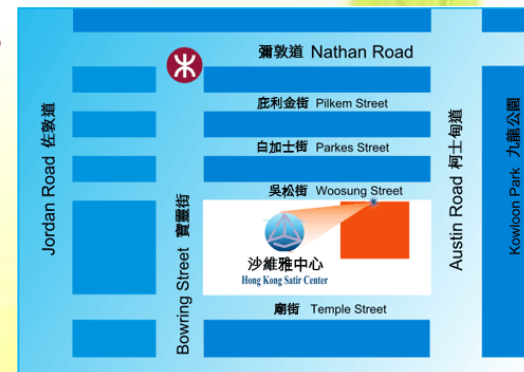 彌敦道 Nathan Road
庇利金街 Pilkem Street
白加士街 Parkes Street
吳松街 Woosung Street
沙維雅中心
Hong Kong Satir Center
廟街 Temple Street
Jordan Road 佐敦道
Bowring Street 寶靈街
Austin Road 柯士甸道
Kowloon Park 九龍公園